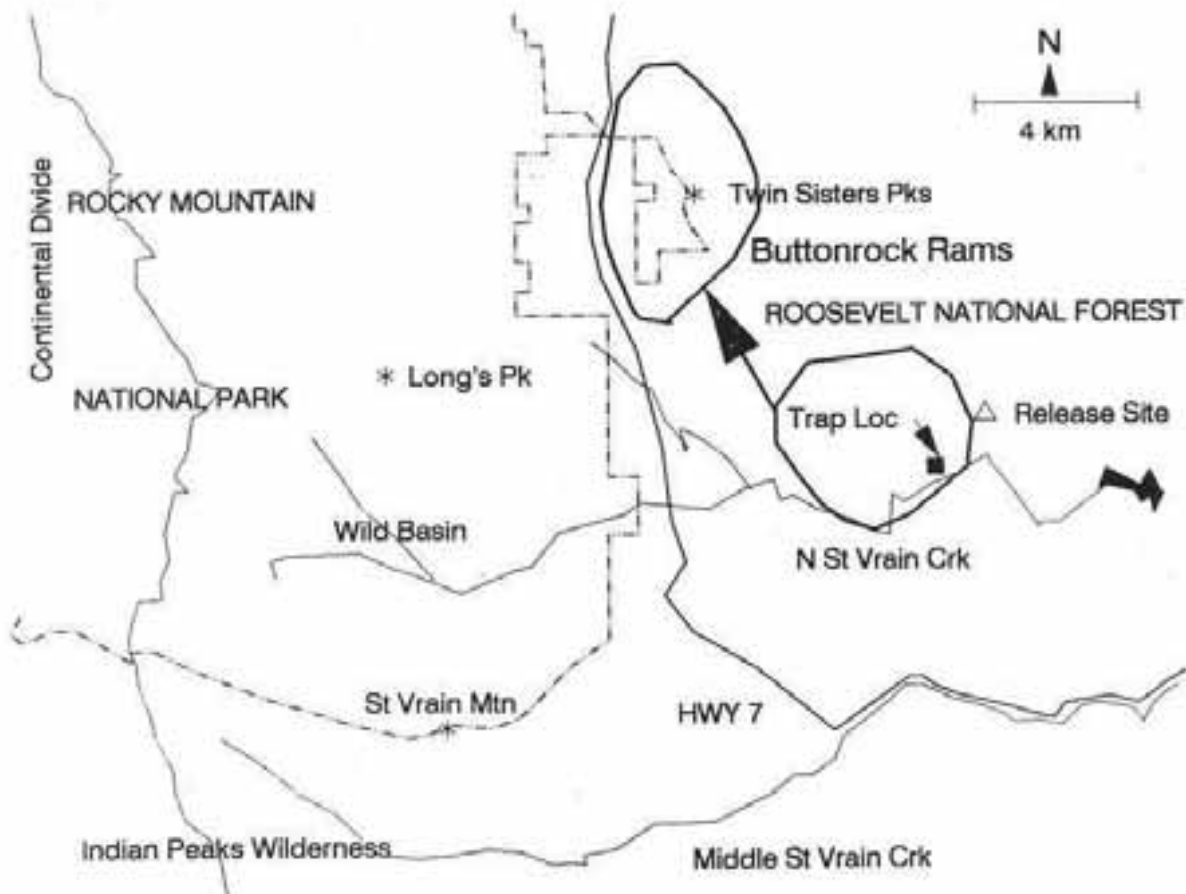 N
4 km
Continental Divide
ROCKY MOUNTAIN
Twin Sisters Pks
Buttonrock Rams
ROOSEVELT NATIONAL FOREST
Long's Pk
NATIONAL PARK
Trap Loc
Release Site
Wild Basin
N St Vrain Crk
St Vrain Mtn
HWY 7
Indian Peaks Wilderness
Middle St Vrain Crk